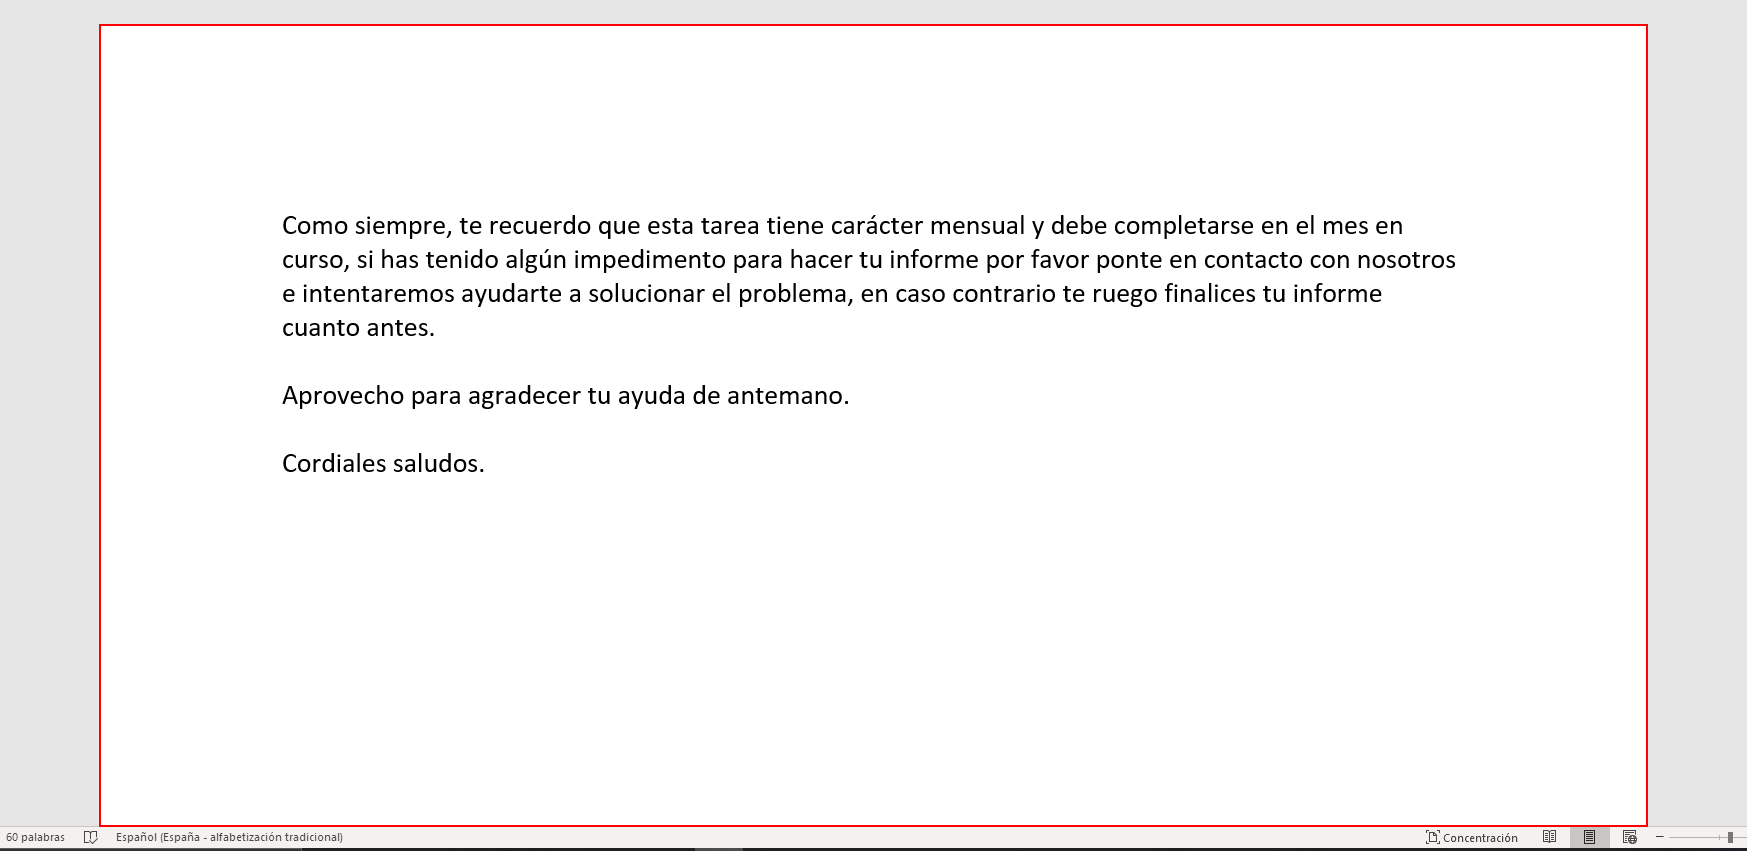 Como siempre, te recuerdo que esta tarea tiene carácter mensual y debe completarse en el mes en
curso, si has tenido algún impedimento para hacer tu informe por favor ponte en contacto con nosotros
e intentaremos ayudarte a solucionar el problema, en caso contrario te ruego finalices tu informe
cuanto antes.
Aprovecho para agradecer tu ayuda de antemano.
Cordiales saludos.
60 palabras
Español (España - alfabetización tradicional)
Concentración